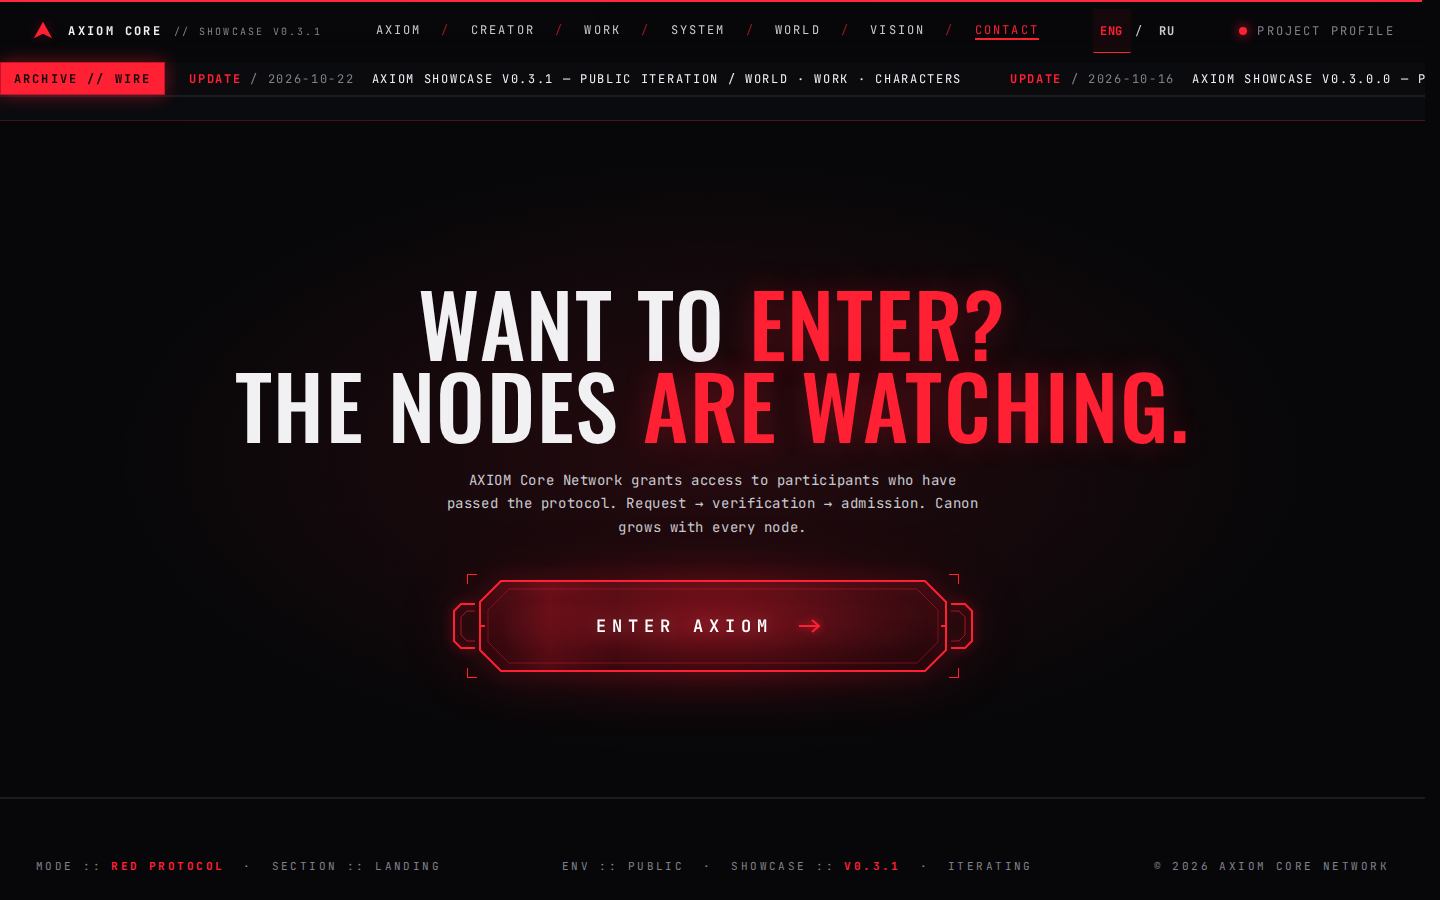 AXIOM CORE // SHOWCASE V0.3.1 AXIOM / CREATOR / WORK / SYSTEM / WORLD / VISION / CONTACT ENG / RU PROJECT PROFILE
ARCHIVE // WIRE UPDATE / 2026-10-22 AXIOM SHOWCASE V0.3.1 — PUBLIC ITERATION / WORLD · WORK · CHARACTERS UPDATE / 2026-10-16 AXIOM SHOWCASE V0.3.0.0 — P
WANT TO ENTER?
THE NODES ARE WATCHING.
AXIOM Core Network grants access to participants who have
passed the protocol. Request → verification → admission. Canon
grows with every node.
ENTER AXIOM →
MODE :: RED PROTOCOL · SECTION :: LANDING ENV :: PUBLIC · SHOWCASE :: V0.3.1 · ITERATING © 2026 AXIOM CORE NETWORK